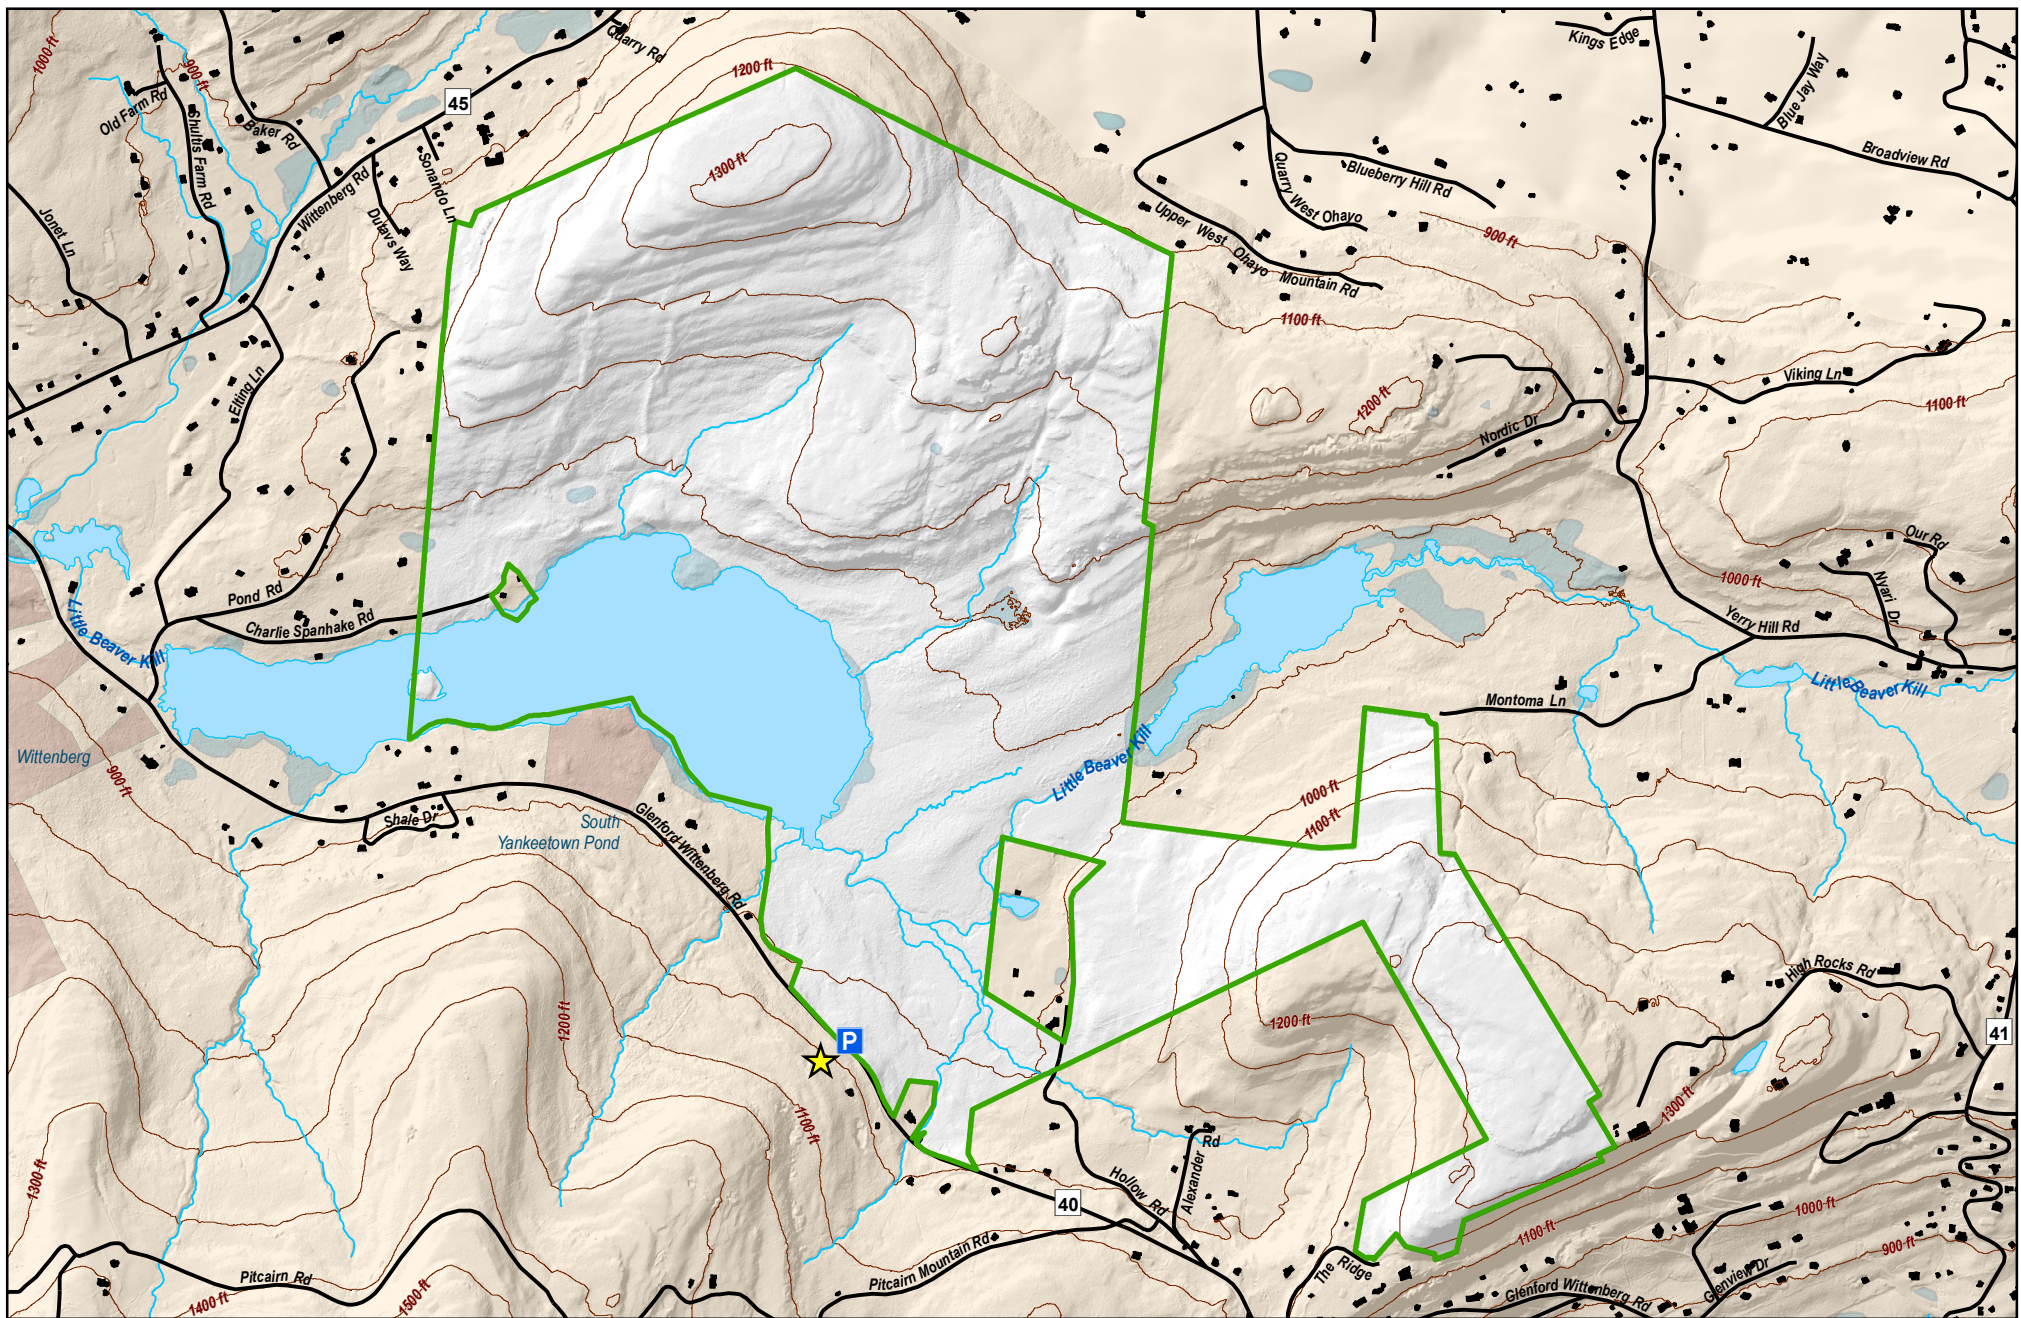 1000 ft
900 ft
Quarry Rd
1200 ft
Kings Edge
Old Farm Rd
Shultis Farm Rd
Baker Rd
45
Blue Jay Way
Broadview Rd
Sonando Ln
1300 ft
Quarry West Ohayo
Blueberry Hill Rd
Jonet Ln
Wittenberg Rd
Dutavs Way
Upper West Ohayo Mountain Rd
900 ft
1100 ft
Elting Ln
1200 ft
Nordic Dr
Viking Ln
1100 ft
Pond Rd
Charlie Spanhake Rd
Little Beaver Kill
Our Rd
Nyari Dr
1000 ft
Yerry Hill Rd
Little Beaver Kill
Montoma Ln
Wittenberg
900 ft
Little Beaver Kill
1000 ft
1100 ft
Shale Dr
South
Yankeetown Pond
Glenford Wittenberg Rd
High Rocks Rd
1200 ft
1200 ft
41
P
1100 ft
1300 ft
1300 ft
Alexander Rd
Hollow Rd
40
Pitcairn Mountain Rd
The Ridge
1100 ft
1000 ft
900 ft
Pitcairn Rd
1400 ft
1500 ft
Glenford Wittenberg Rd
Glenview Dr